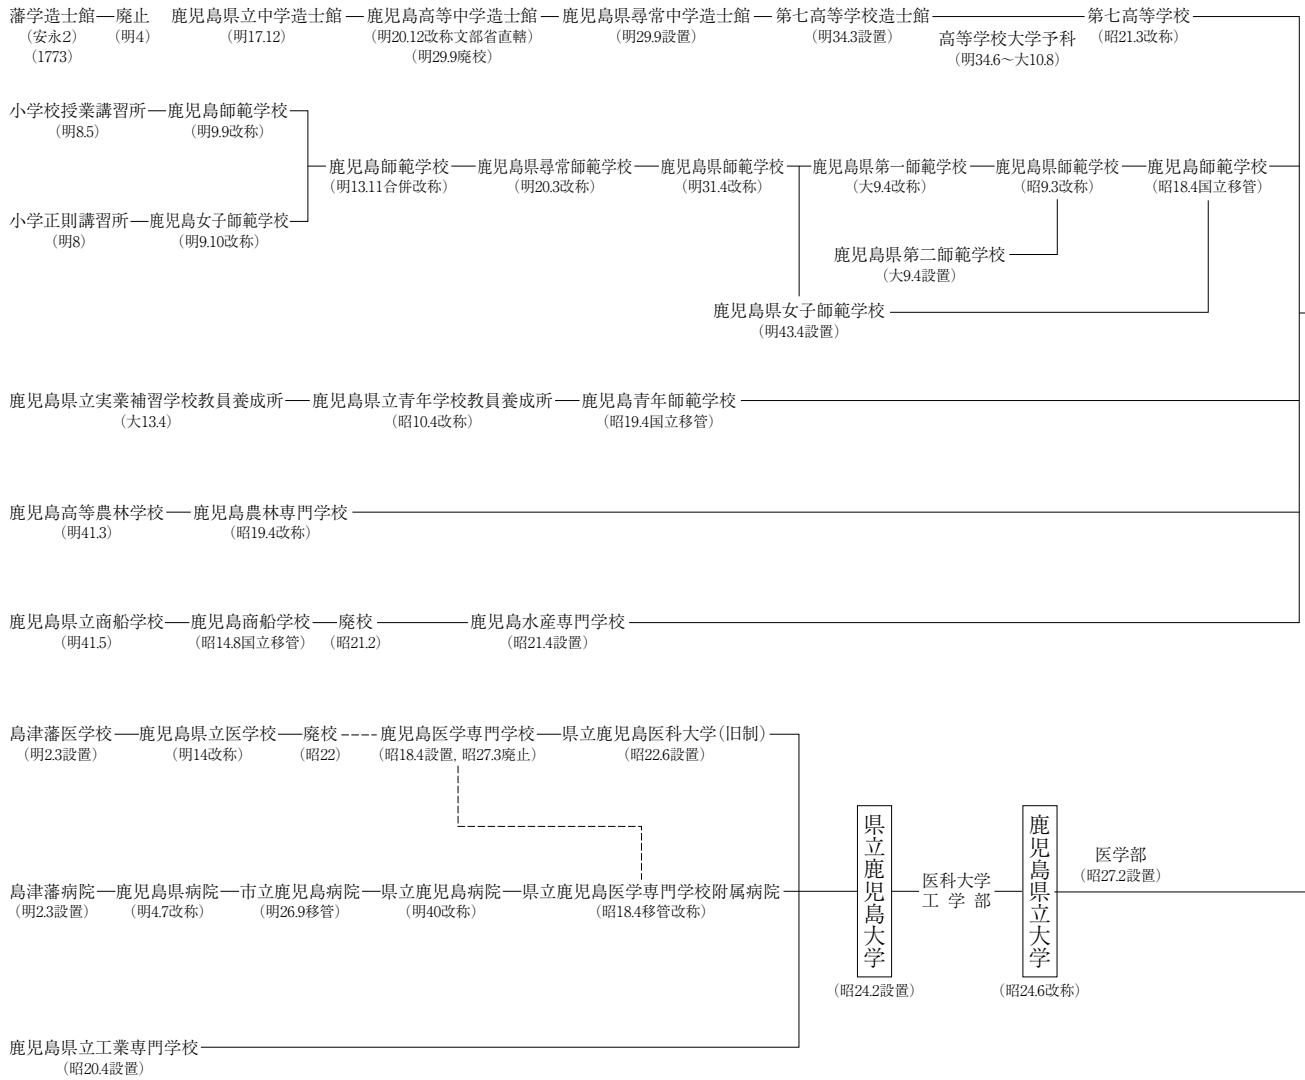 藩学造士館 廃止 鹿児島県立中学造士館 鹿児島高等中学造士館 鹿児島県尋常中学造士館 第七高等学校造士館 第七高等学校
（安永2） （明4） （明17.12） （明20.12改称文部省直轄） （明29.9設置） （明34.3設置） 高等学校大学予科 （昭21.3改称）
（1773） （明29.9廃校） （明34.6～大10.8）
小学校授業講習所 鹿児島師範学校
（明8.5） （明9.9改称）
鹿児島師範学校 鹿児島県尋常師範学校 鹿児島県師範学校 鹿児島県第一師範学校 鹿児島県師範学校 鹿児島師範学校
（明13.11合併改称） （明20.3改称） （明31.4改称） （大9.4改称） （昭9.3改称） （昭18.4国立移管）
小学正則講習所 鹿児島女子師範学校
（明8） （明9.10改称）
鹿児島県第二師範学校
（大9.4設置）
鹿児島県女子師範学校
（明43.4設置）
鹿児島県立実業補習学校教員養成所 鹿児島県立青年学校教員養成所 鹿児島青年師範学校
（大13.4） （昭10.4改称） （昭19.4国立移管）
鹿児島高等農林学校 鹿児島農林専門学校
（明41.3） （昭19.4改称）
鹿児島県立商船学校 鹿児島商船学校 廃校 鹿児島水産専門学校
（明41.5） （昭14.8国立移管） （昭21.2） （昭21.4設置）
島津藩医学校 鹿児島県立医学校 廃校 鹿児島医学専門学校 県立鹿児島医科大学（旧制）
（明2.3設置） （明14改称） （昭22） （昭18.4設置, 昭27.3廃止） （昭22.6設置）
島津藩病院 鹿児島県病院 市立鹿児島病院 県立鹿児島病院 県立鹿児島医学専門学校附属病院
（明2.3設置） （明4.7改称） （明26.9移管） （明40改称） （昭18.4移管改称）
県立鹿児島大学
（昭24.2設置）
医科大学
工学部
鹿児島県立大学
（昭24.6改称）
医学部
（昭27.2設置）
鹿児島県立工業専門学校
（昭20.4設置）